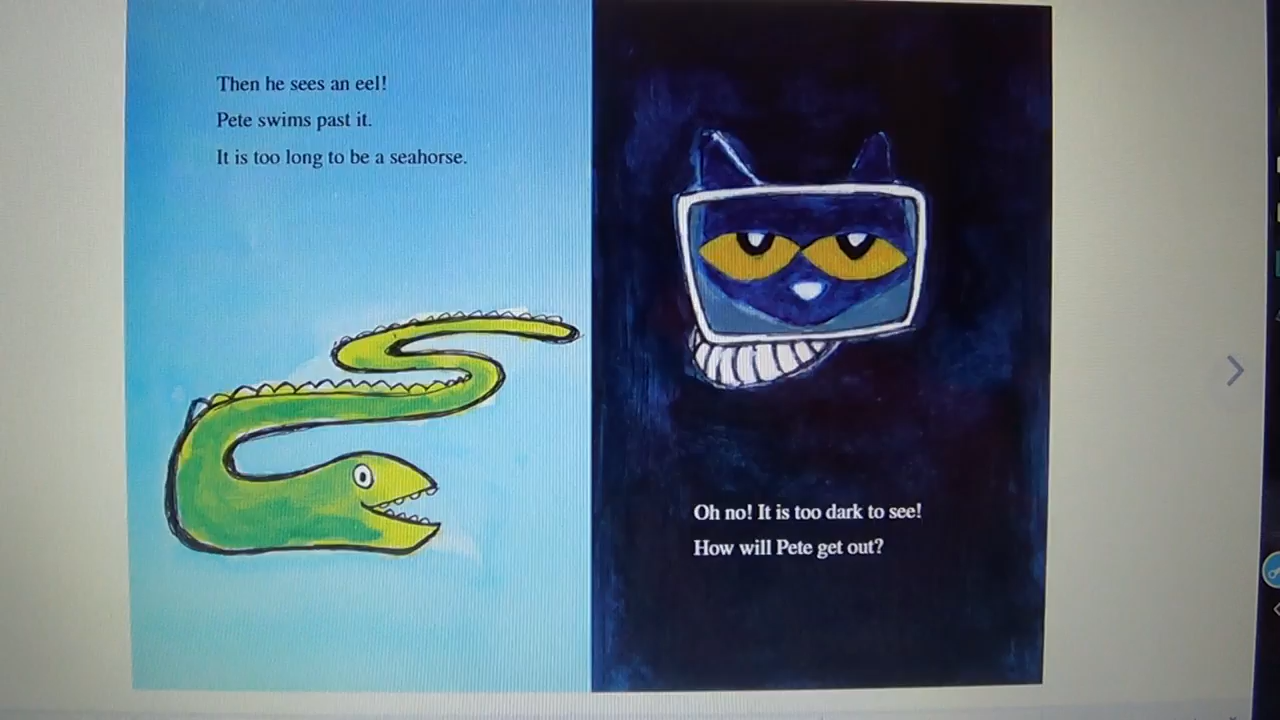 Then he sees an eel!
Pete swims past it.
It is too long to be a seahorse.
Oh no! It is too dark to see!
How will Pete get out?